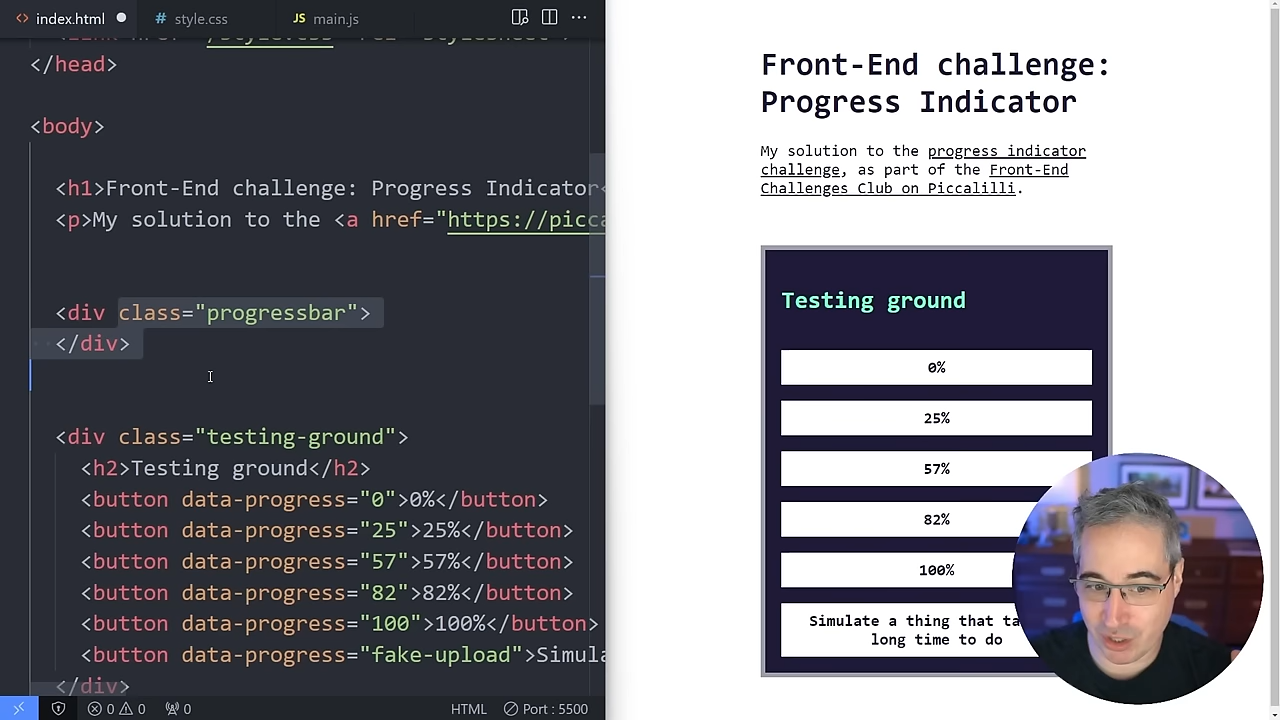 index.html
style.css
JS main.js
</head>
<body>
<h1>Front-End challenge: Progress Indicator
<p>My solution to the <a href="https://picca
<div class="progressbar">
</div>
<div class="testing-ground">
<h2>Testing ground</h2>
<button data-progress="0">0%</button>
<button data-progress="25">25%</button>
<button data-progress="57">57%</button>
<button data-progress="82">82%</button>
<button data-progress="100">100%</button>
<button data-progress="fake-upload">Simula
</div>
0 0 0 HTML Port : 5500
Front-End challenge:
Progress Indicator
My solution to the progress indicator
challenge, as part of the Front-End
Challenges Club on Piccalilli.
Testing ground
0%
25%
57%
82%
100%
Simulate a thing that ta
long time to do